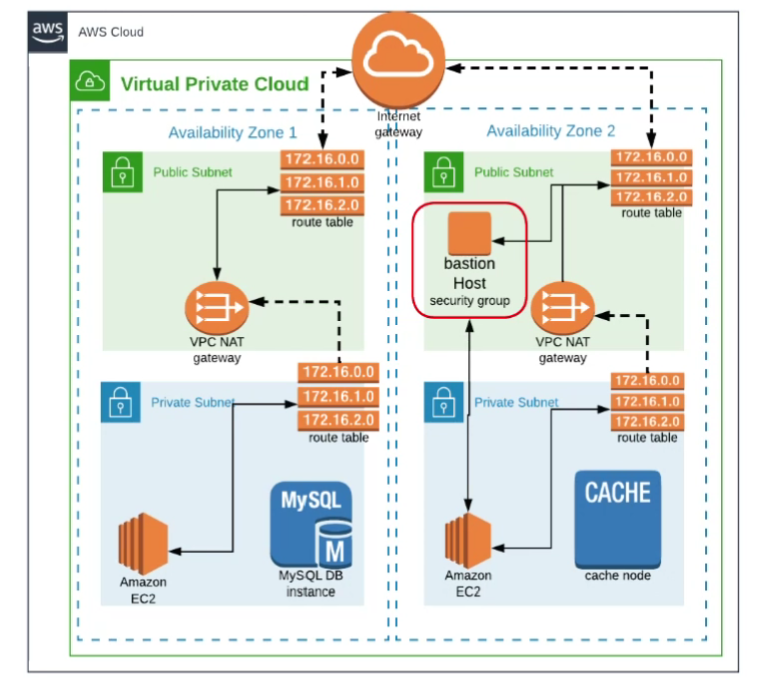 aws
AWS Cloud
Virtual Private Cloud
Internet
gateway
Availability Zone 1
Public Subnet
172.16.0.0
172.16.1.0
172.16.2.0
route table
VPC NAT
gateway
Private Subnet
172.16.0.0
172.16.1.0
172.16.2.0
route table
Amazon
EC2
MySQL
M
MySQL DB
instance
Availability Zone 2
Public Subnet
172.16.0.0
172.16.1.0
172.16.2.0
route table
bastion
Host
security group
VPC NAT
gateway
Private Subnet
172.16.0.0
172.16.1.0
172.16.2.0
route table
Amazon
EC2
CACHE
cache node